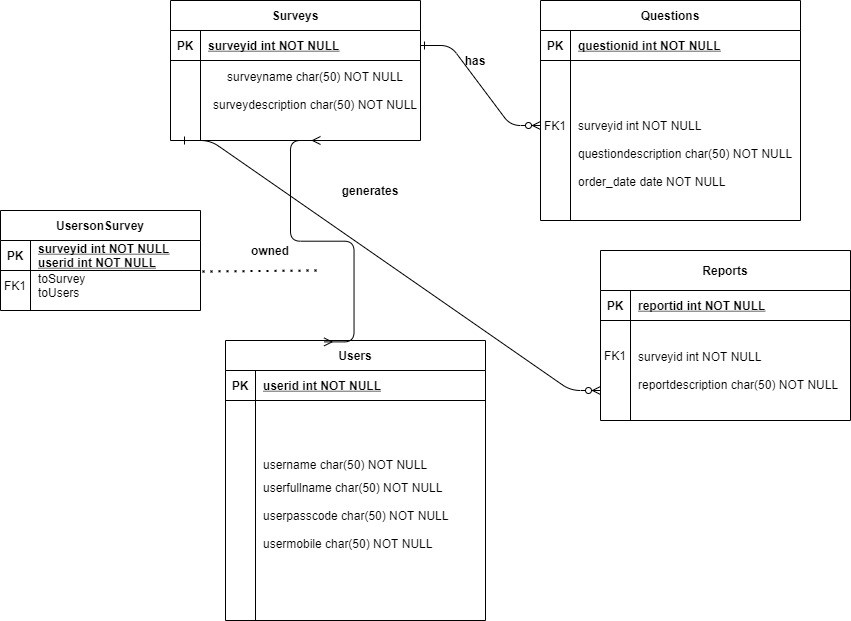 Surveys
PK surveyid int NOT NULL
surveyname char(50) NOT NULL
surveydescription char(50) NOT NULL
Questions
PK questionid int NOT NULL
FK1 surveyid int NOT NULL
questiondescription char(50) NOT NULL
order_date date NOT NULL
has
generates
owned
UsersonSurvey
PK surveyid int NOT NULL
userid int NOT NULL
FK1 toSurvey
toUsers
Reports
PK reportid int NOT NULL
FK1 surveyid int NOT NULL
reportdescription char(50) NOT NULL
Users
PK userid int NOT NULL
username char(50) NOT NULL
userfullname char(50) NOT NULL
userpasscode char(50) NOT NULL
usermobile char(50) NOT NULL